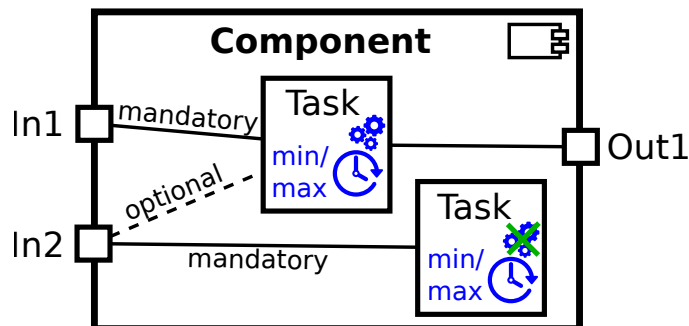 Component
In1
mandatory
Task
min/
max
Out1
optional
In2
mandatory
Task
min/
max